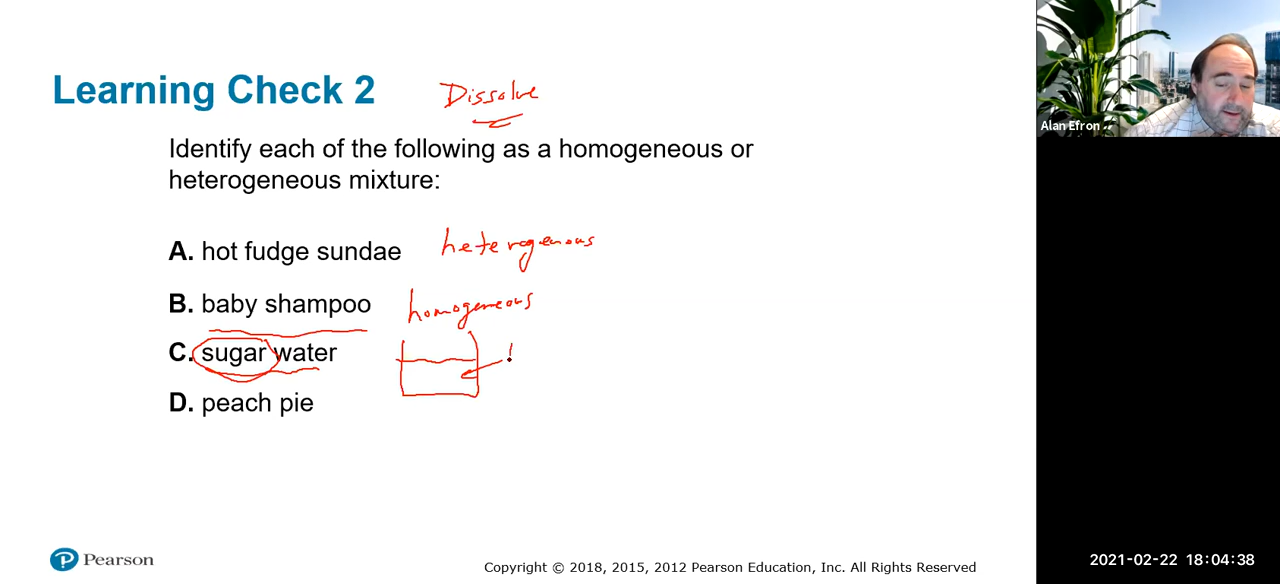 Learning Check 2
Dissolve
Identify each of the following as a homogeneous or
heterogeneous mixture:
A. hot fudge sundae heterogenous
B. baby shampoo homogeneous
C. sugar water
D. peach pie
Pearson
Copyright © 2018, 2015, 2012 Pearson Education, Inc. All Rights Reserved
Alan Efron
2021-02-22 18:04:38